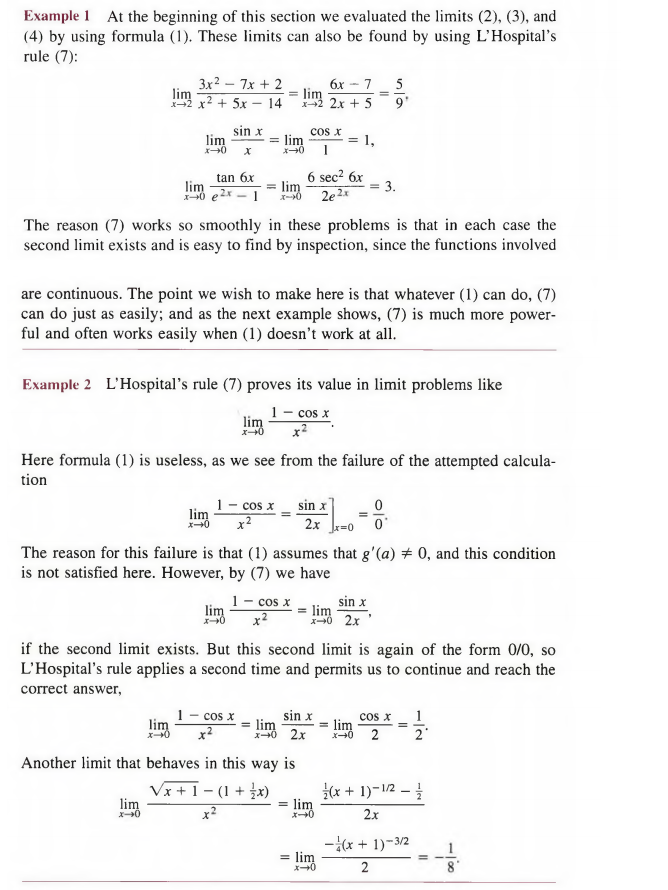 Example 1 At the beginning of this section we evaluated the limits (2), (3), and
(4) by using formula (1). These limits can also be found by using L'Hospital's
rule (7):
lim_{x→2} (3x² − 7x + 2)/(x² + 5x − 14) = lim_{x→2} (6x − 7)/(2x + 5) = 5/9,
lim_{x→0} (sin x)/x = lim_{x→0} (cos x)/1 = 1,
lim_{x→0} (tan 6x)/(e^{2x} − 1) = lim_{x→0} (6 sec² 6x)/(2e^{2x}) = 3.
The reason (7) works so smoothly in these problems is that in each case the
second limit exists and is easy to find by inspection, since the functions involved
are continuous. The point we wish to make here is that whatever (1) can do, (7)
can do just as easily; and as the next example shows, (7) is much more power-
ful and often works easily when (1) doesn't work at all.
Example 2 L'Hospital's rule (7) proves its value in limit problems like
lim_{x→0} (1 − cos x)/x².
Here formula (1) is useless, as we see from the failure of the attempted calcula-
tion
lim_{x→0} (1 − cos x)/x² = (sin x)/(2x)]_{x=0} = 0/0.
The reason for this failure is that (1) assumes that g′(a) ≠ 0, and this condition
is not satisfied here. However, by (7) we have
lim_{x→0} (1 − cos x)/x² = lim_{x→0} (sin x)/(2x),
if the second limit exists. But this second limit is again of the form 0/0, so
L'Hospital's rule applies a second time and permits us to continue and reach the
correct answer,
lim_{x→0} (1 − cos x)/x² = lim_{x→0} (sin x)/(2x) = lim_{x→0} (cos x)/2 = 1/2.
Another limit that behaves in this way is
lim_{x→0} (√(x + 1) − (1 + ½x))/x² = lim_{x→0} (½(x + 1)^{−1/2} − ½)/(2x)
= lim_{x→0} (−¼(x + 1)^{−3/2})/2 = −1/8.